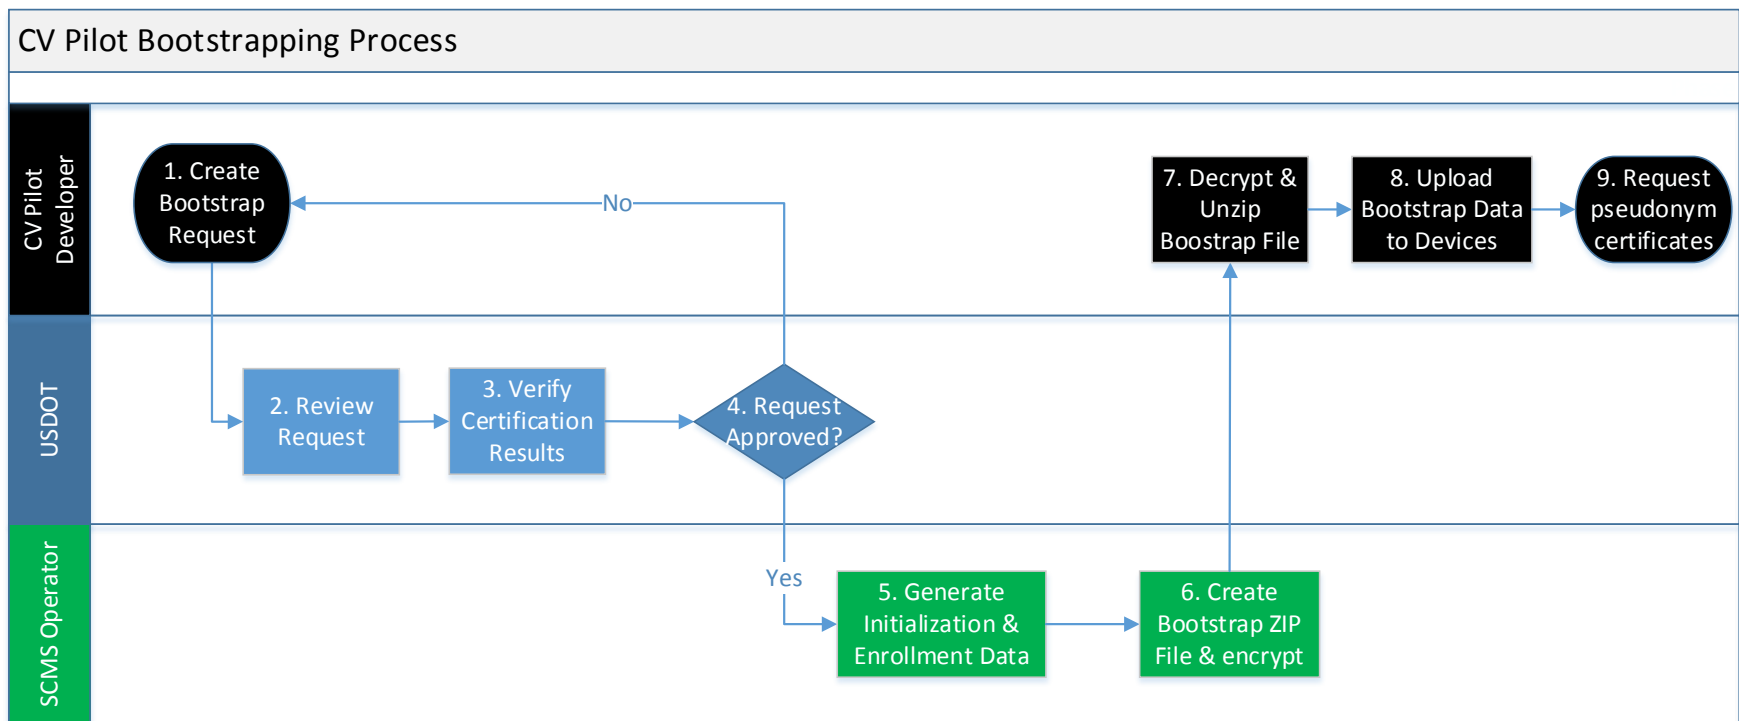 CV Pilot Bootstrapping Process
CV Pilot
Developer
1. Create
Bootstrap
Request
No
7. Decrypt &
Unzip
Boostrap File
8. Upload
Bootstrap Data
to Devices
9. Request
pseudonym
certificates
USDOT
2. Review
Request
3. Verify
Certification
Results
4. Request
Approved?
SCMS Operator
Yes
5. Generate
Initialization &
Enrollment Data
6. Create
Bootstrap ZIP
File & encrypt